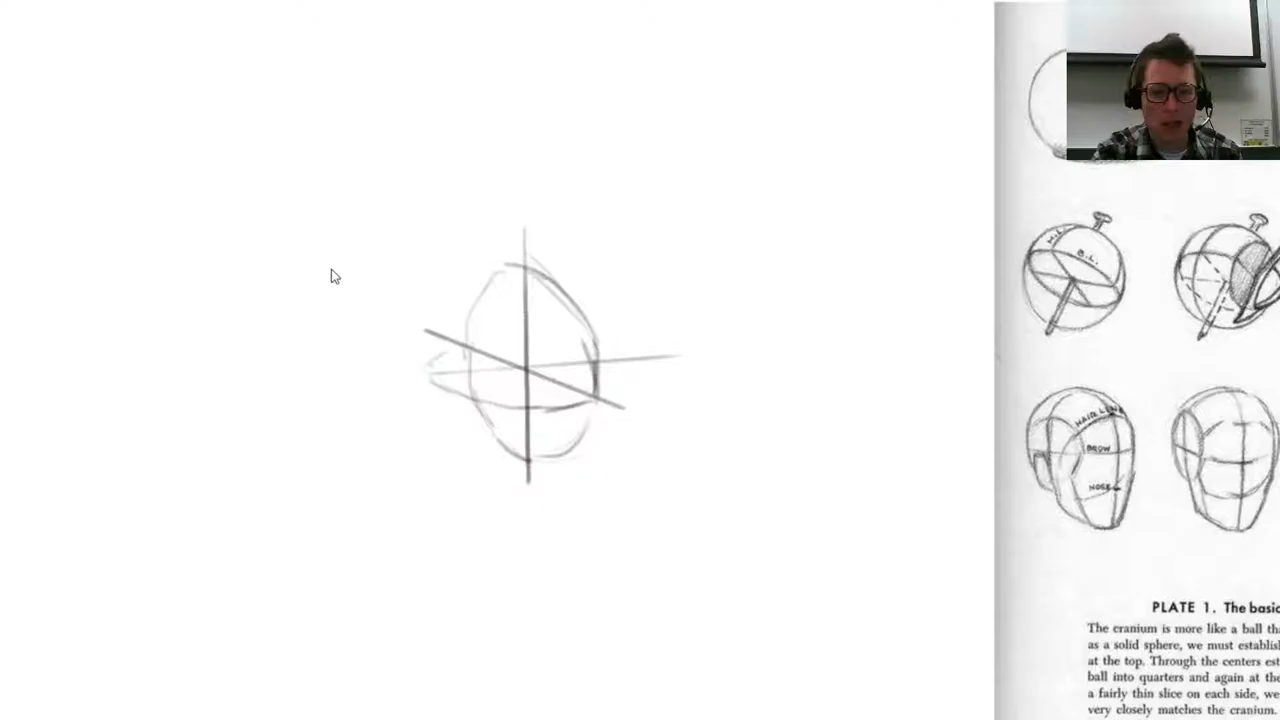 M.L.
B.L.
HAIR LINE
BROW
NOSE
PLATE 1. The basic
The cranium is more like a ball th
as a solid sphere, we must establis
at the top. Through the centers est
ball into quarters and again at the
a fairly thin slice on each side, we
very closely matches the cranium.